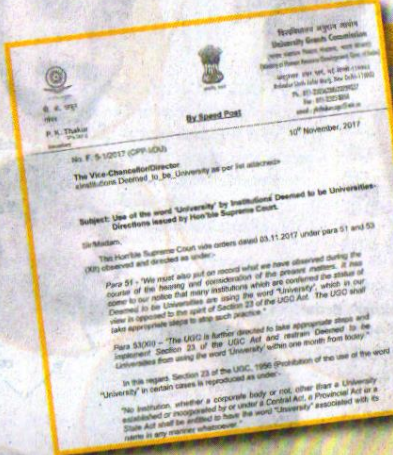 विश्वविद्यालय अनुदान आयोग
University Grants Commission
पी. के. ठाकुर
सचिव
P. K. Thakur
Secretary
By Speed Post
No. F. 5-1/2017 (CPP-I/DU)
10th November, 2017
The Vice-Chancellor/Director
<Institutions Deemed_to_be_University as per list attached>
Subject: Use of the word 'University' by Institutions Deemed to be Universities-
Directions issued by Hon'ble Supreme Court.
Sir/Madam,
The Hon'ble Supreme Court vide orders dated 03.11.2017 under para 51 and 53
(XII) observed and directed as under:-
Para 51 - "We must also put on record what we have observed during the
course of the hearing and consideration of the present matters. It has
come to our notice that many institutions which are conferred the status of
Deemed to be Universities are using the word "University", which in our
view is opposed to the spirit of Section 23 of the UGC Act. The UGC shall
take appropriate steps to stop such practice."
Para 53(XII) – "The UGC is further directed to take appropriate steps and
implement Section 23 of the UGC Act and restrain Deemed to be
Universities from using the word 'University' within one month from today".
In this regard, Section 23 of the UGC, 1956 (Prohibition of the use of the word
"University") in certain cases is reproduced as under:-
"No institution, whether a corporate body or not, other than a University
established or incorporated by or under a Central Act, a Provincial Act or a
State Act shall be entitled to have the word "University" associated with its
name in any manner whatsoever."